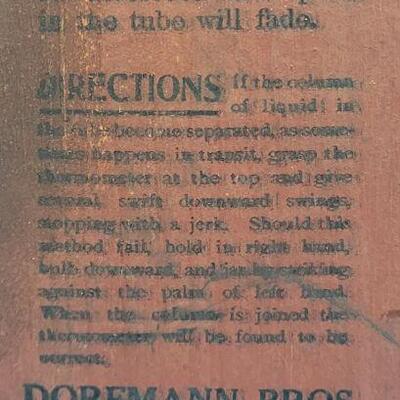 in the tube will fade.
DIRECTIONS If the column
of liquid in
the tube become separated, as some-
times happens in transit, grasp the
thermometer at the top and give
several swift downward swings,
stopping with a jerk. Should this
method fail, hold in right hand,
bulb downward, and jar by striking
against the palm of left hand.
When the column is joined the
thermometer will be found to be
correct.
DORFMANN BROS